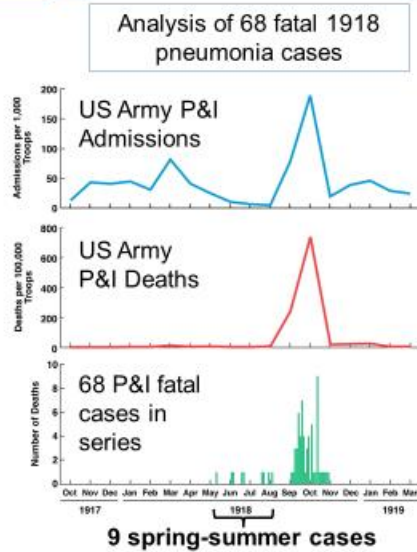 Analysis of 68 fatal 1918
pneumonia cases
Admissions per 1,000
Troops
200
150
100
50
0
US Army P&I
Admissions
Deaths per 100,000
Troops
800
600
400
200
0
US Army
P&I Deaths
Number of Deaths
10
8
6
4
2
0
68 P&I fatal
cases in
series
Oct Nov Dec Jan Feb Mar Apr May Jun Jul Aug Sep Oct Nov Dec Jan Feb Mar
1917 1918 1919
9 spring-summer cases